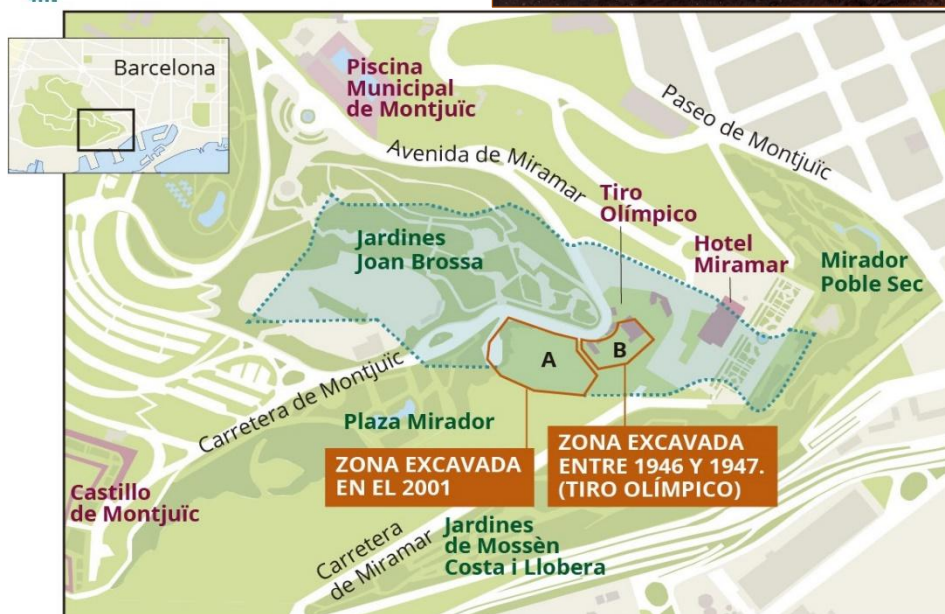 Barcelona
Piscina
Municipal
de Montjuïc
Paseo de Montjuïc
Avenida de Miramar
Tiro
Olímpico
Hotel
Miramar
Mirador
Poble Sec
Jardines
Joan Brossa
A
B
Carretera de Montjuïc
Plaza Mirador
ZONA EXCAVADA
EN EL 2001
ZONA EXCAVADA
ENTRE 1946 Y 1947.
(TIRO OLÍMPICO)
Castillo
de Montjuïc
Carretera
de Miramar
Jardines
de Mossèn
Costa i Llobera